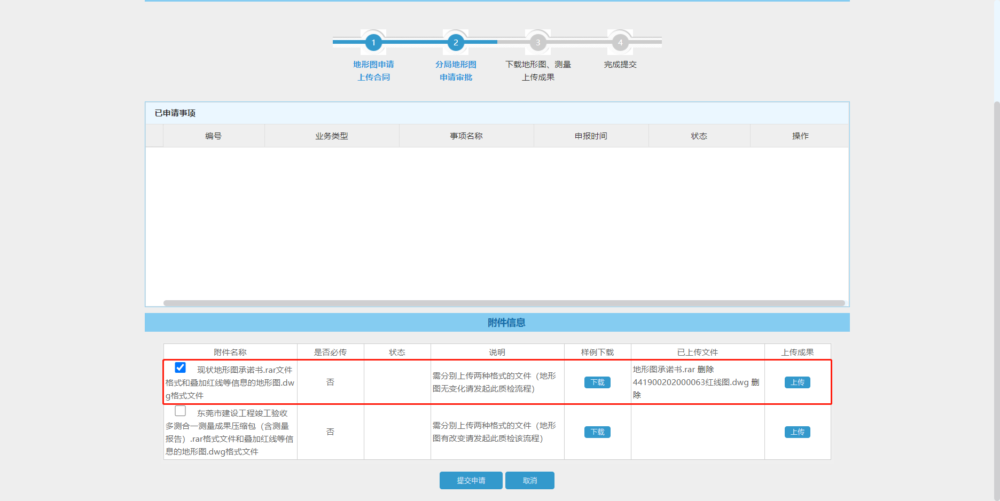 1
2
3
4
地形图申请
上传合同
分局地形图
申请审批
下载地形图、测量
上传成果
完成提交
已申请事项
编号 业务类型 事项名称 申报时间 状态 操作
附件信息
附件名称 是否必传 状态 说明 样例下载 已上传文件 上传成果
现状地形图承诺书.rar文件
格式和叠加红线等信息的地形图.dw
g格式文件
否
需分别上传两种格式的文件（地形
图无变化请发起此质检流程）
下载
地形图承诺书.rar 删除
441900202000063红线图.dwg 删
除
上传
东莞市建设工程竣工验收
多测合一测量成果压缩包（含测量
报告）.rar格式文件和叠加红线等信
息的地形图.dwg格式文件
否
需分别上传两种格式的文件（地形
图有改变请发起此质检该流程）
下载
上传
提交申请 取消